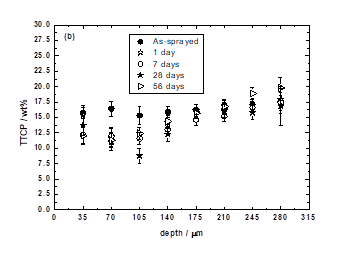 30.0
(b)
27.5
25.0
22.5
20.0
17.5
15.0
12.5
10.0
7.5
5.0
2.5
0.0
TTCP / wt%
As-sprayed
1 day
7 days
28 days
56 days
0 35 70 105 140 175 210 245 280 315
depth / μm